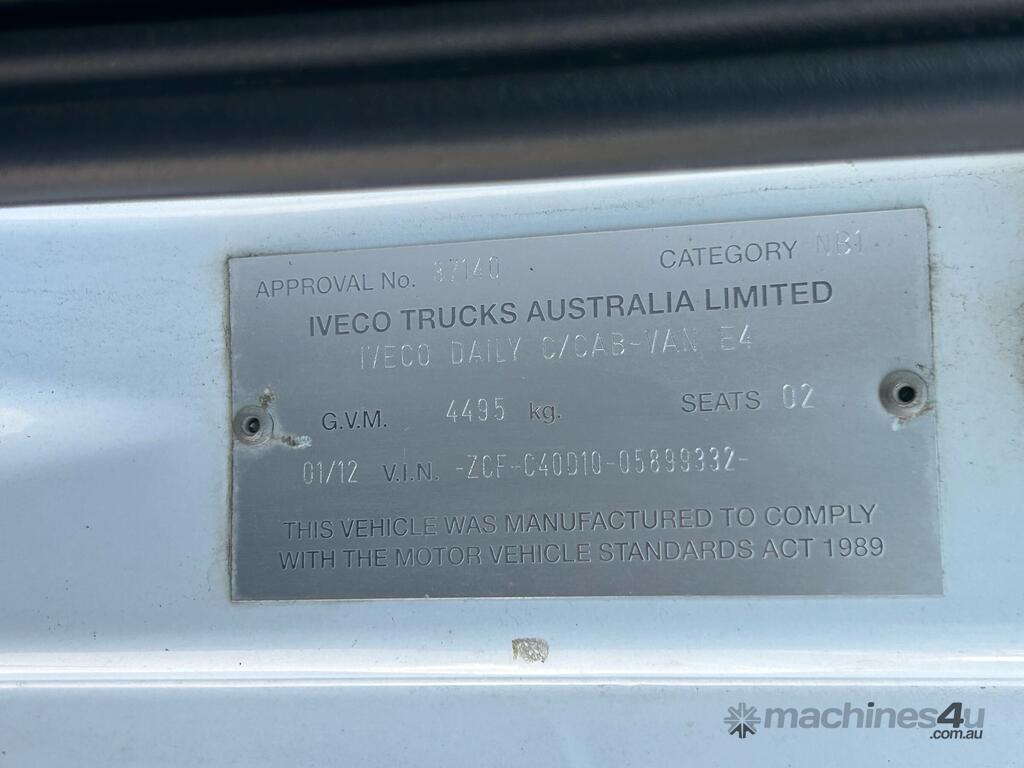 APPROVAL No. 37140 CATEGORY NB1
IVECO TRUCKS AUSTRALIA LIMITED
IVECO DAILY C/CAB-VAN E4
G.V.M. 4495 kg. SEATS 02
01/12 V.I.N. -ZCF-C40D10-05899332-
THIS VEHICLE WAS MANUFACTURED TO COMPLY
WITH THE MOTOR VEHICLE STANDARDS ACT 1989
machines4u
.com.au